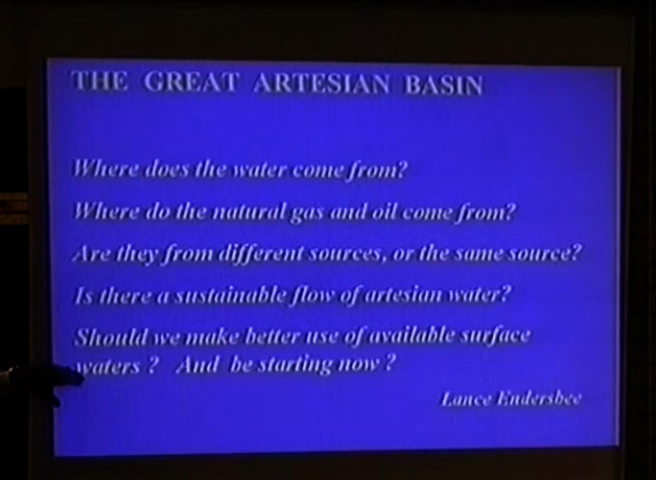 THE GREAT ARTESIAN BASIN
Where does the water come from?
Where do the natural gas and oil come from?
Are they from different sources, or the same source?
Is there a sustainable flow of artesian water?
Should we make better use of available surface
waters ? And be starting now ?
Lance Endersbee